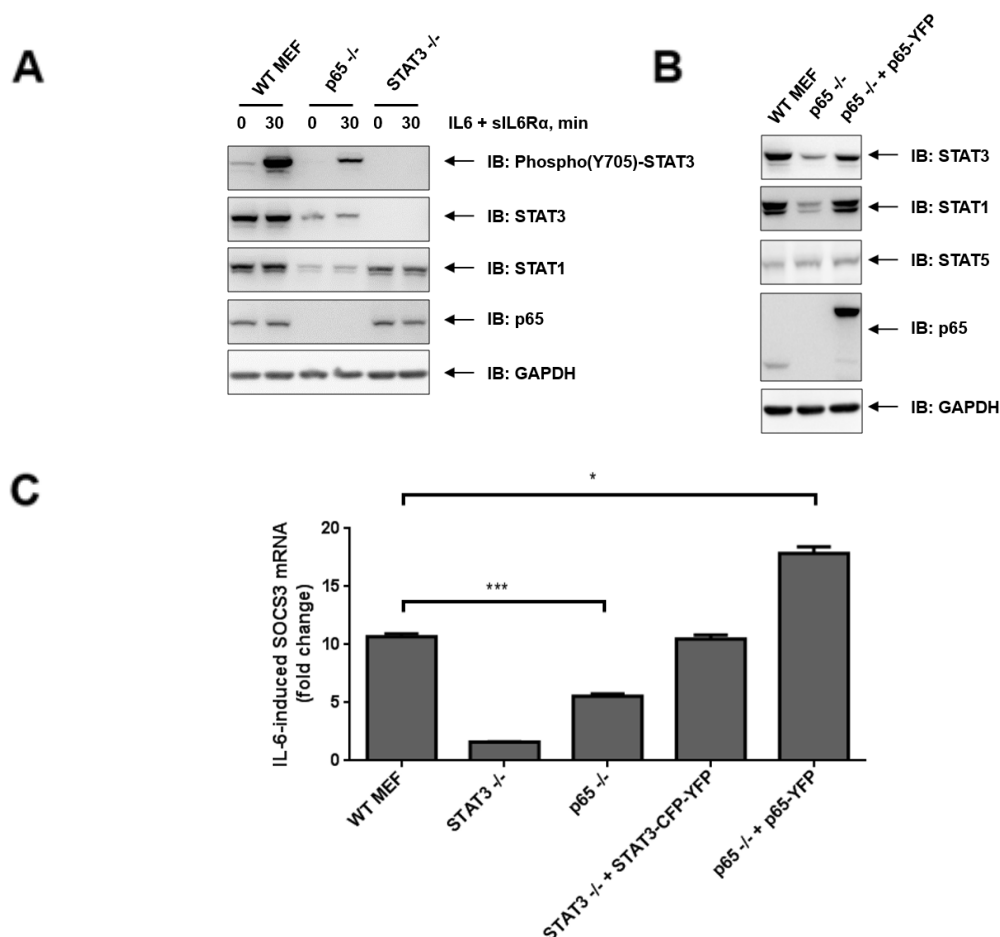 A
WT MEF
p65 -/-
STAT3 -/-
0 30 0 30 0 30 IL6 + sIL6Rα, min
IB: Phospho(Y705)-STAT3
IB: STAT3
IB: STAT1
IB: p65
IB: GAPDH
B
WT MEF
p65 -/-
p65 -/- + p65-YFP
IB: STAT3
IB: STAT1
IB: STAT5
IB: p65
IB: GAPDH
C
IL-6-induced SOCS3 mRNA
(fold change)
20
15
10
5
0
*
***
WT MEF
STAT3 -/-
p65 -/-
STAT3 -/- + STAT3-CFP-YFP
p65 -/- + p65-YFP